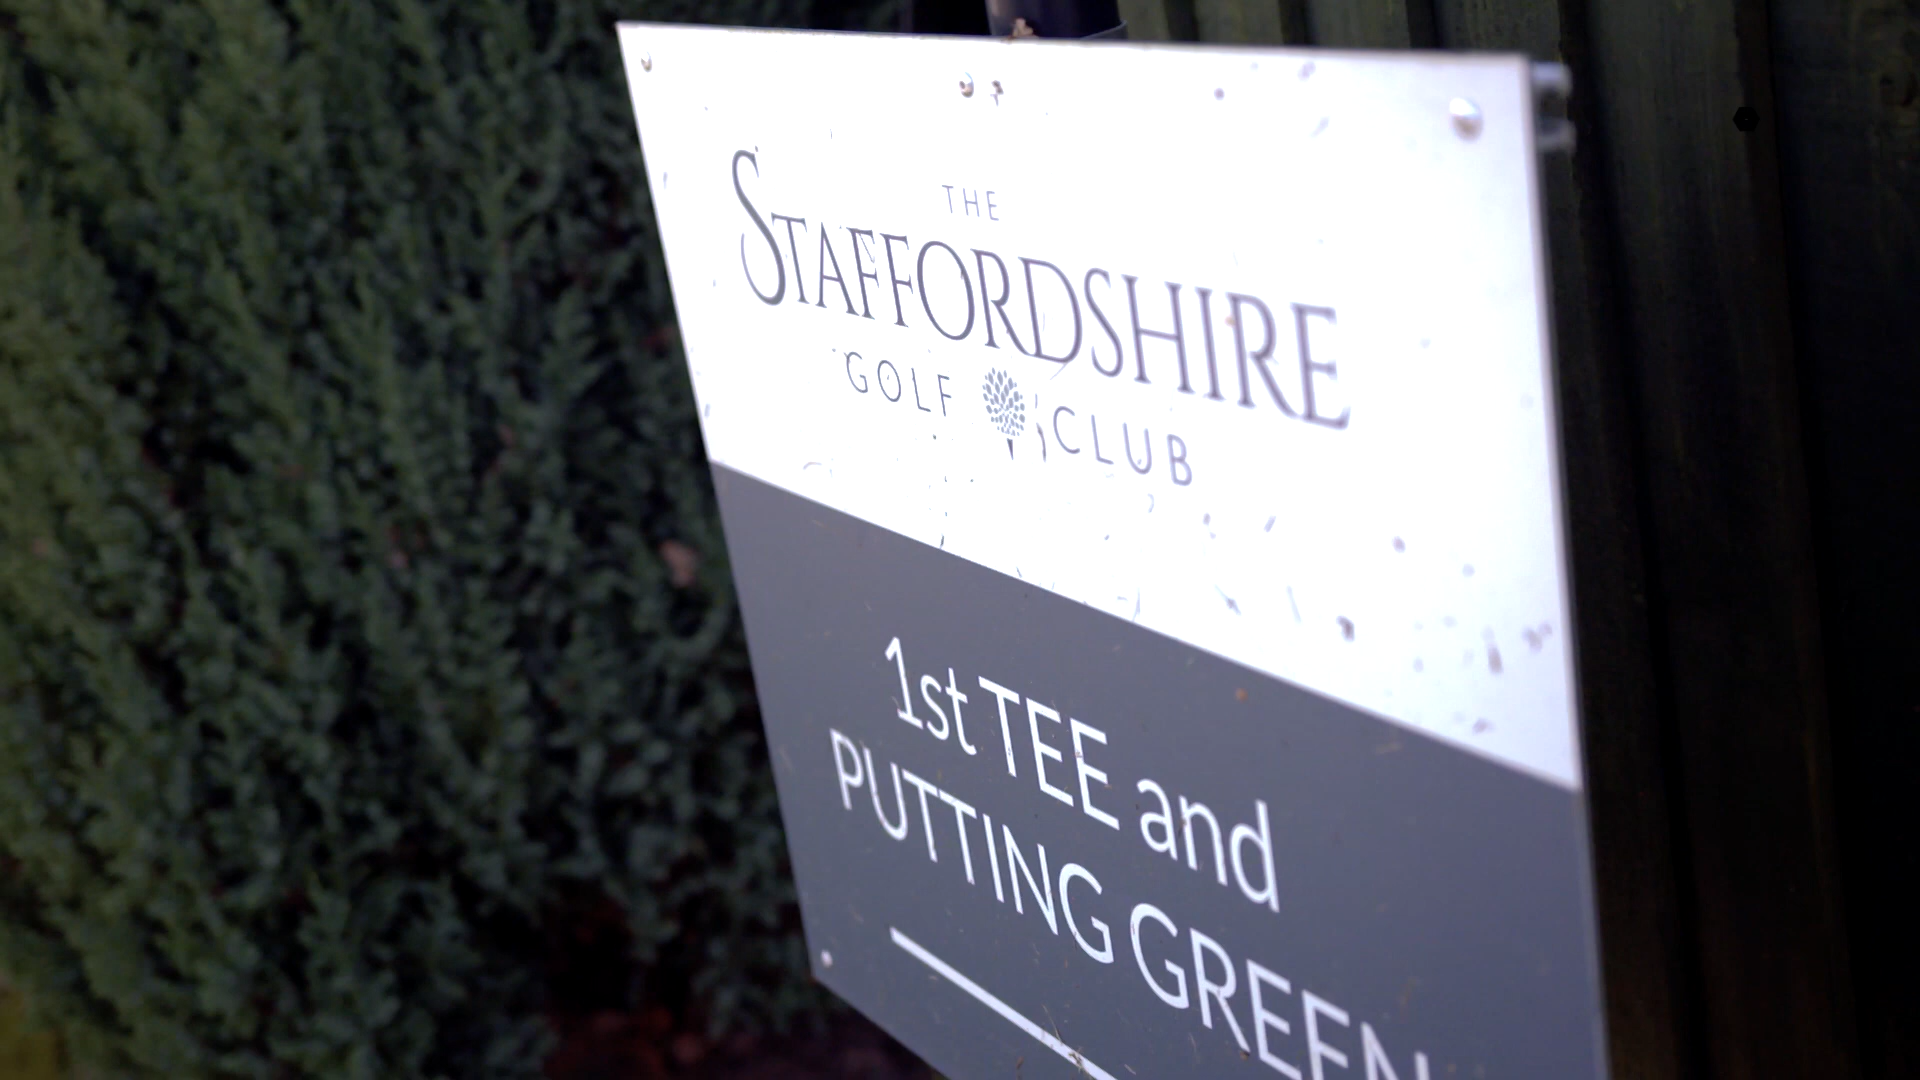 THE
STAFFORDSHIRE
GOLF CLUB
1st TEE and
PUTTING GREEN